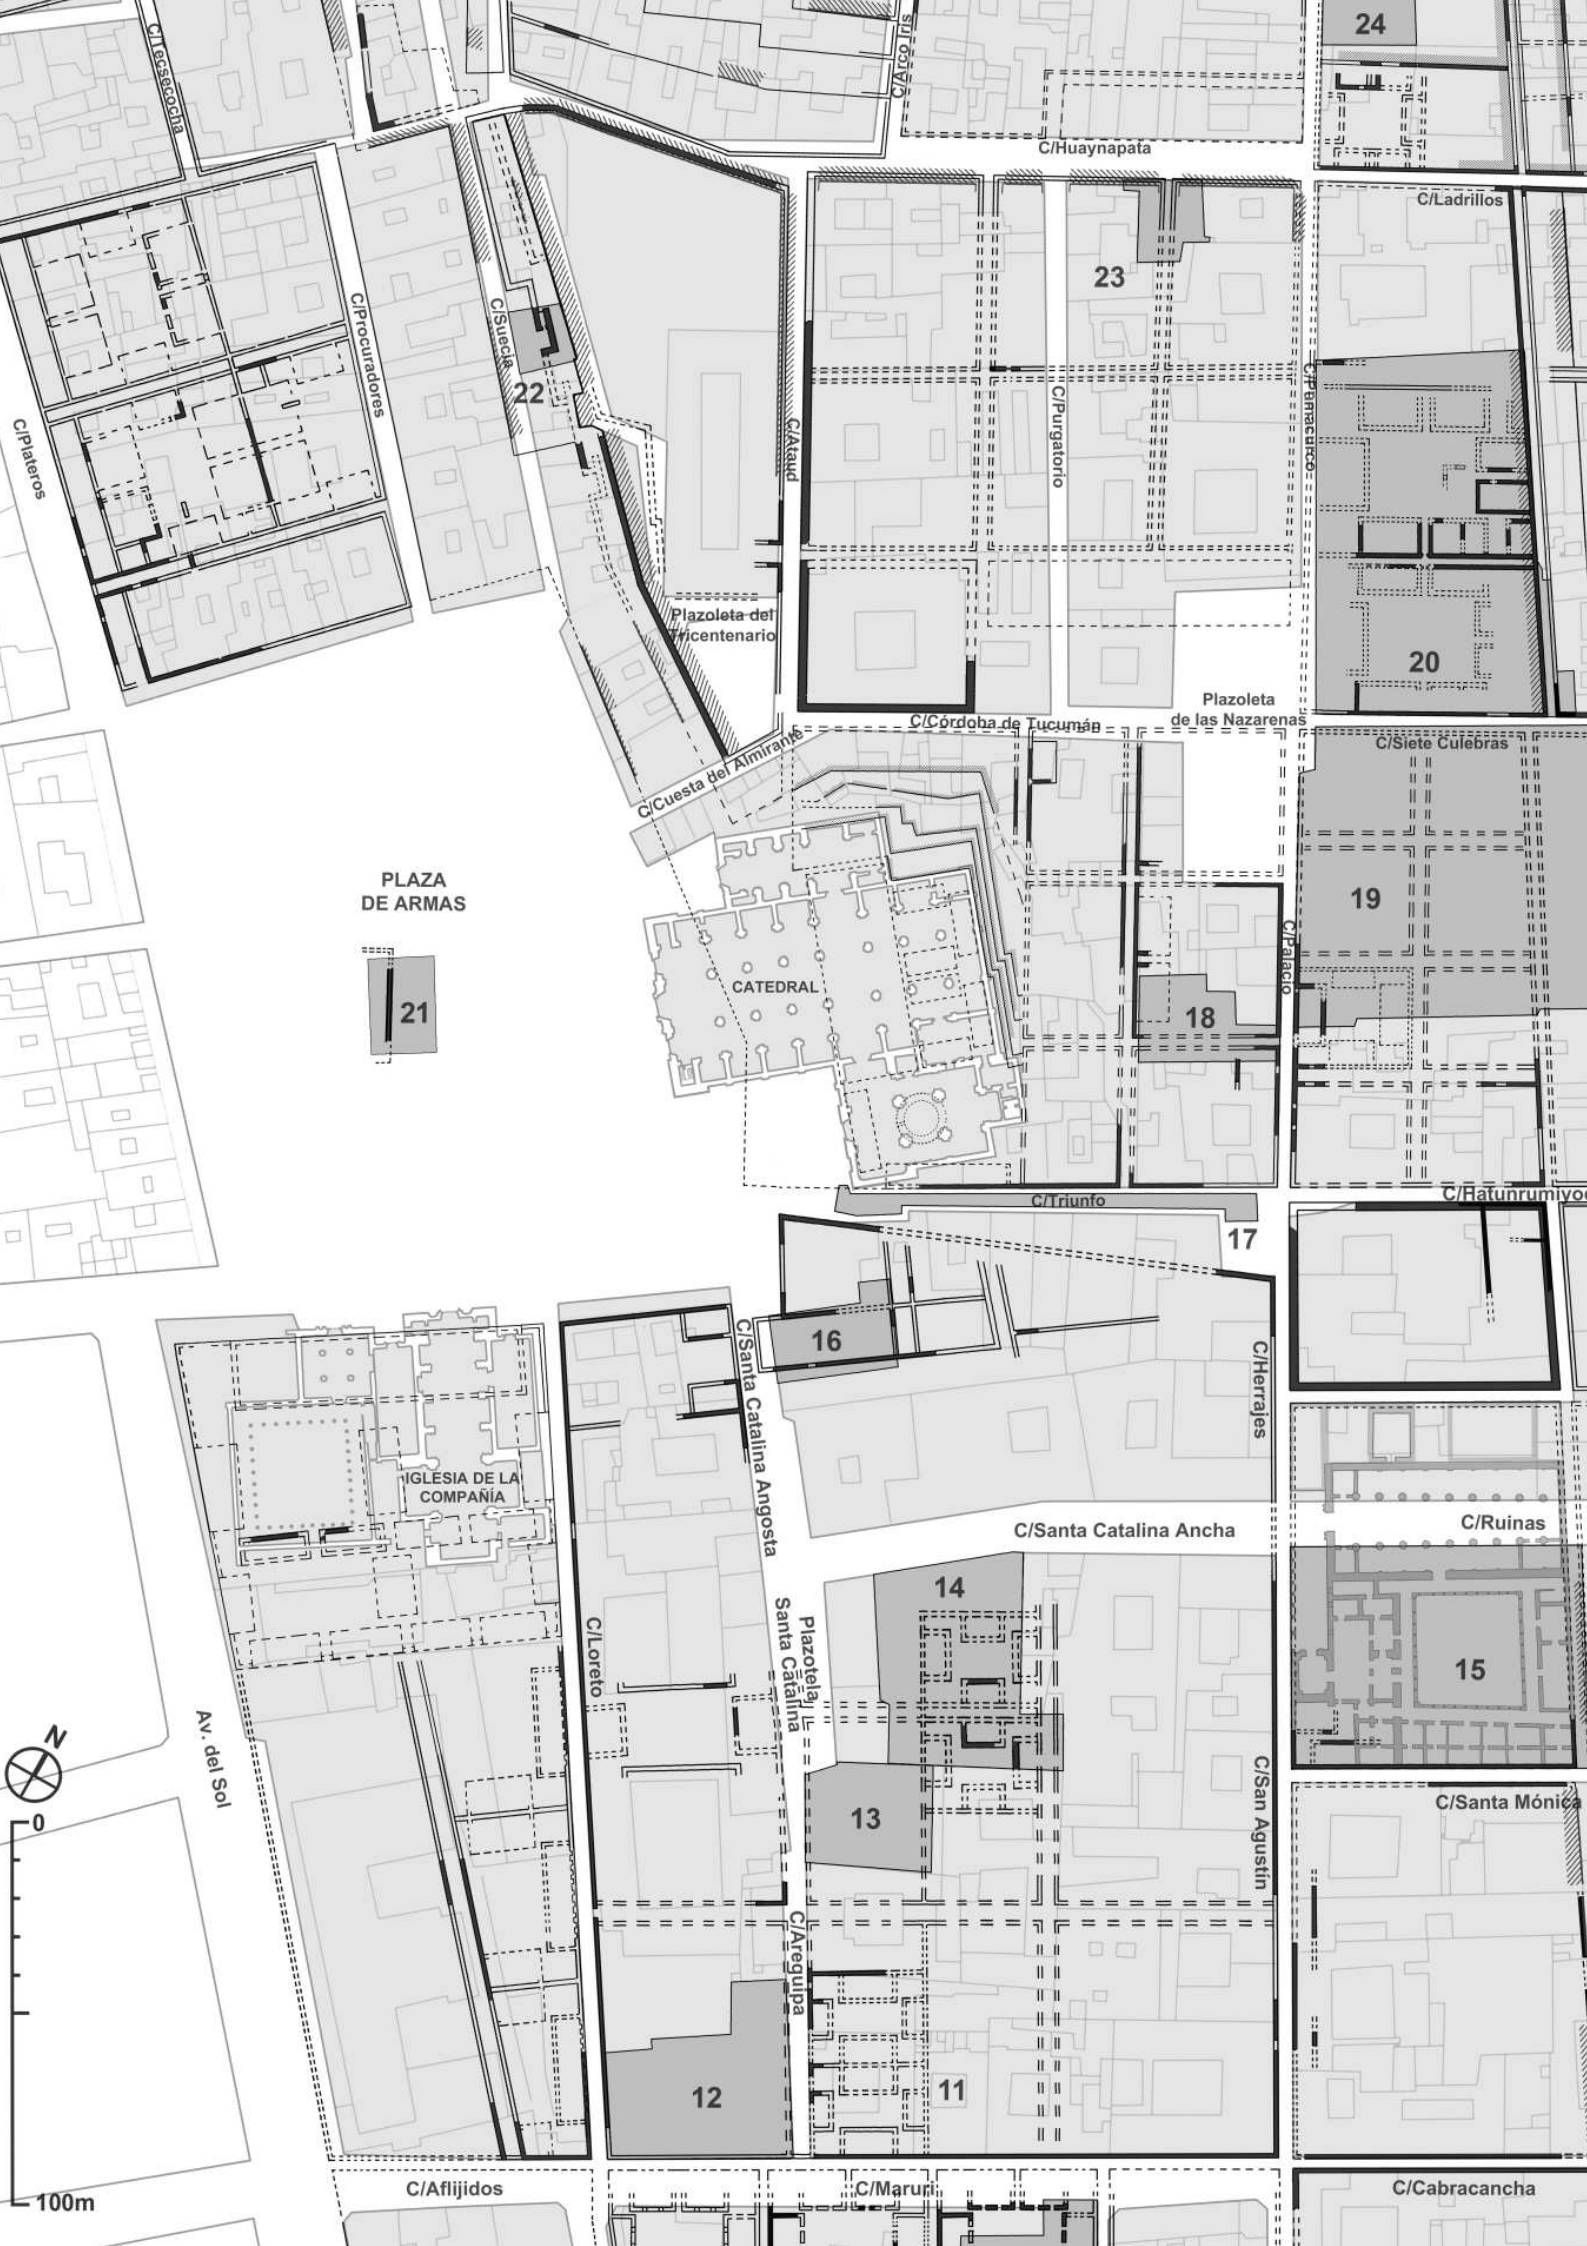 24
C/Tecsecocha
C/Arco Iris
C/Huaynapata
C/Ladrillos
23
C/Procuradores
C/Suecia
22
C/Plateros
C/Ataud
C/Purgatorio
C/Pumacurco
Plazoleta del
Tricentenario
20
Plazoleta
de las Nazarenas
C/Córdoba de Tucumán
C/Siete Culebras
C/Cuesta del Almirante
PLAZA
DE ARMAS
19
C/Palacio
CATEDRAL
21
18
C/Triunfo
C/Hatunrumiyoc
17
16
C/Santa Catalina Angosta
C/Herrajes
IGLESIA DE LA
COMPAÑÍA
C/Santa Catalina Ancha
C/Ruinas
14
C/Loreto
Plazotela
Santa Catalina
15
N
Av. del Sol
C/San Agustín
0
13
C/Santa Mónica
C/Arequipa
12
11
100m
C/Aflijidos
C/Maruri
C/Cabracancha